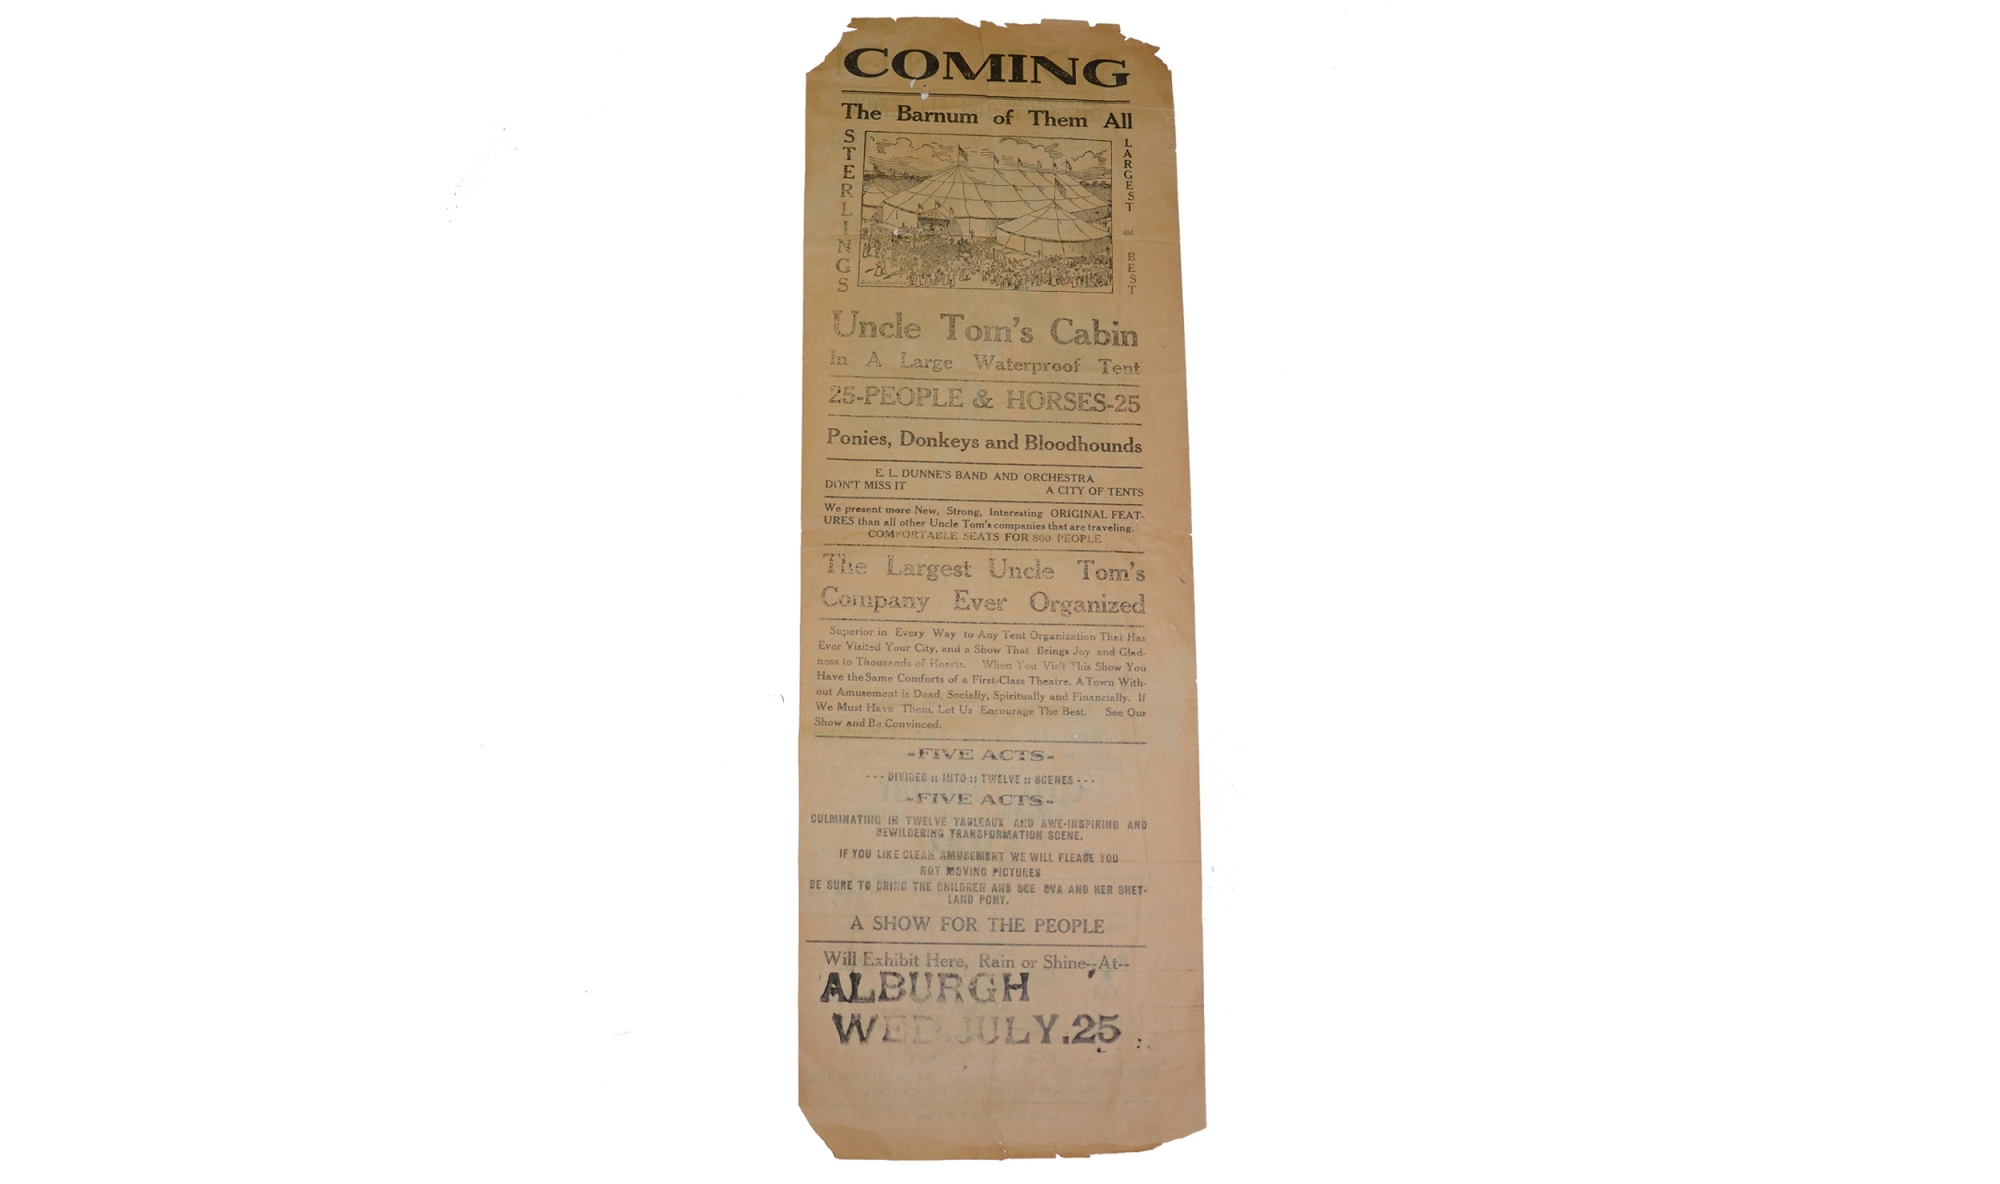 COMING
The Barnum of Them All
STERLINGS
LARGEST and BEST
Uncle Tom's Cabin
In A Large Waterproof Tent
25-PEOPLE & HORSES-25
Ponies, Donkeys and Bloodhounds
E. L. DUNNE'S BAND AND ORCHESTRA
DON'T MISS IT A CITY OF TENTS
We present more New, Strong, Interesting ORIGINAL FEAT-
URES than all other Uncle Tom's companies that are traveling.
COMFORTABLE SEATS FOR 800 PEOPLE
The Largest Uncle Tom's
Company Ever Organized
Superior in Every Way to Any Tent Organization That Has
Ever Visited Your City, and a Show That Brings Joy and Glad-
ness to Thousands of Hearts. When You Visit This Show You
Have the Same Comforts of a First-Class Theatre. A Town With-
out Amusement is Dead, Socially, Spiritually and Financially. If
We Must Have Them, Let Us Encourage The Best. See Our
Show and Be Convinced.
-FIVE ACTS-
--- DIVIDED :: INTO :: TWELVE :: SCENES ---
-FIVE ACTS-
CULMINATING IN TWELVE TABLEAUX AND AWE-INSPIRING AND
BEWILDERING TRANSFORMATION SCENE.
IF YOU LIKE CLEAN AMUSEMENT WE WILL PLEASE YOU
NOT MOVING PICTURES
BE SURE TO BRING THE CHILDREN AND SEE EVA AND HER SHET-
LAND PONY.
A SHOW FOR THE PEOPLE
Will Exhibit Here, Rain or Shine--At--
ALBURGH
WED. JULY. 25